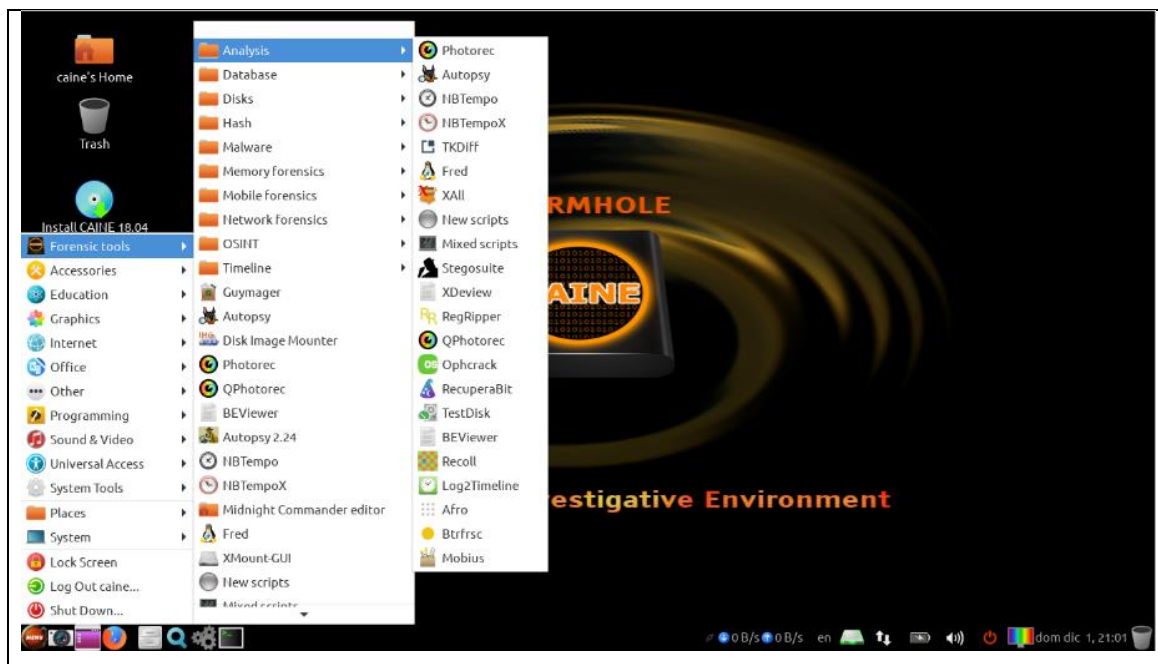 caine's Home
Trash
Install CAINE 18.04
Forensic tools
Accessories
Education
Graphics
Internet
Office
Other
Programming
Sound & Video
Universal Access
System Tools
Places
System
Lock Screen
Log Out caine...
Shut Down...
Analysis
Database
Disks
Hash
Malware
Memory forensics
Mobile forensics
Network forensics
OSINT
Timeline
Guymager
Autopsy
Disk Image Mounter
Photorec
QPhotorec
BEViewer
Autopsy 2.24
NBTempo
NBTempoX
Midnight Commander editor
Fred
XMount-GUI
New scripts
Mixed scripts
Photorec
Autopsy
NBTempo
NBTempoX
TKDiff
Fred
XAll
New scripts
Mixed scripts
Stegosuite
XDeview
RegRipper
QPhotorec
Ophcrack
RecuperaBit
TestDisk
BEViewer
Recoll
Log2Timeline
Afro
Btrfrsc
Mobius
RMHOLE
CAINE
estigative Environment
MENU
0 B/s 0 B/s en dom dic 1, 21:01